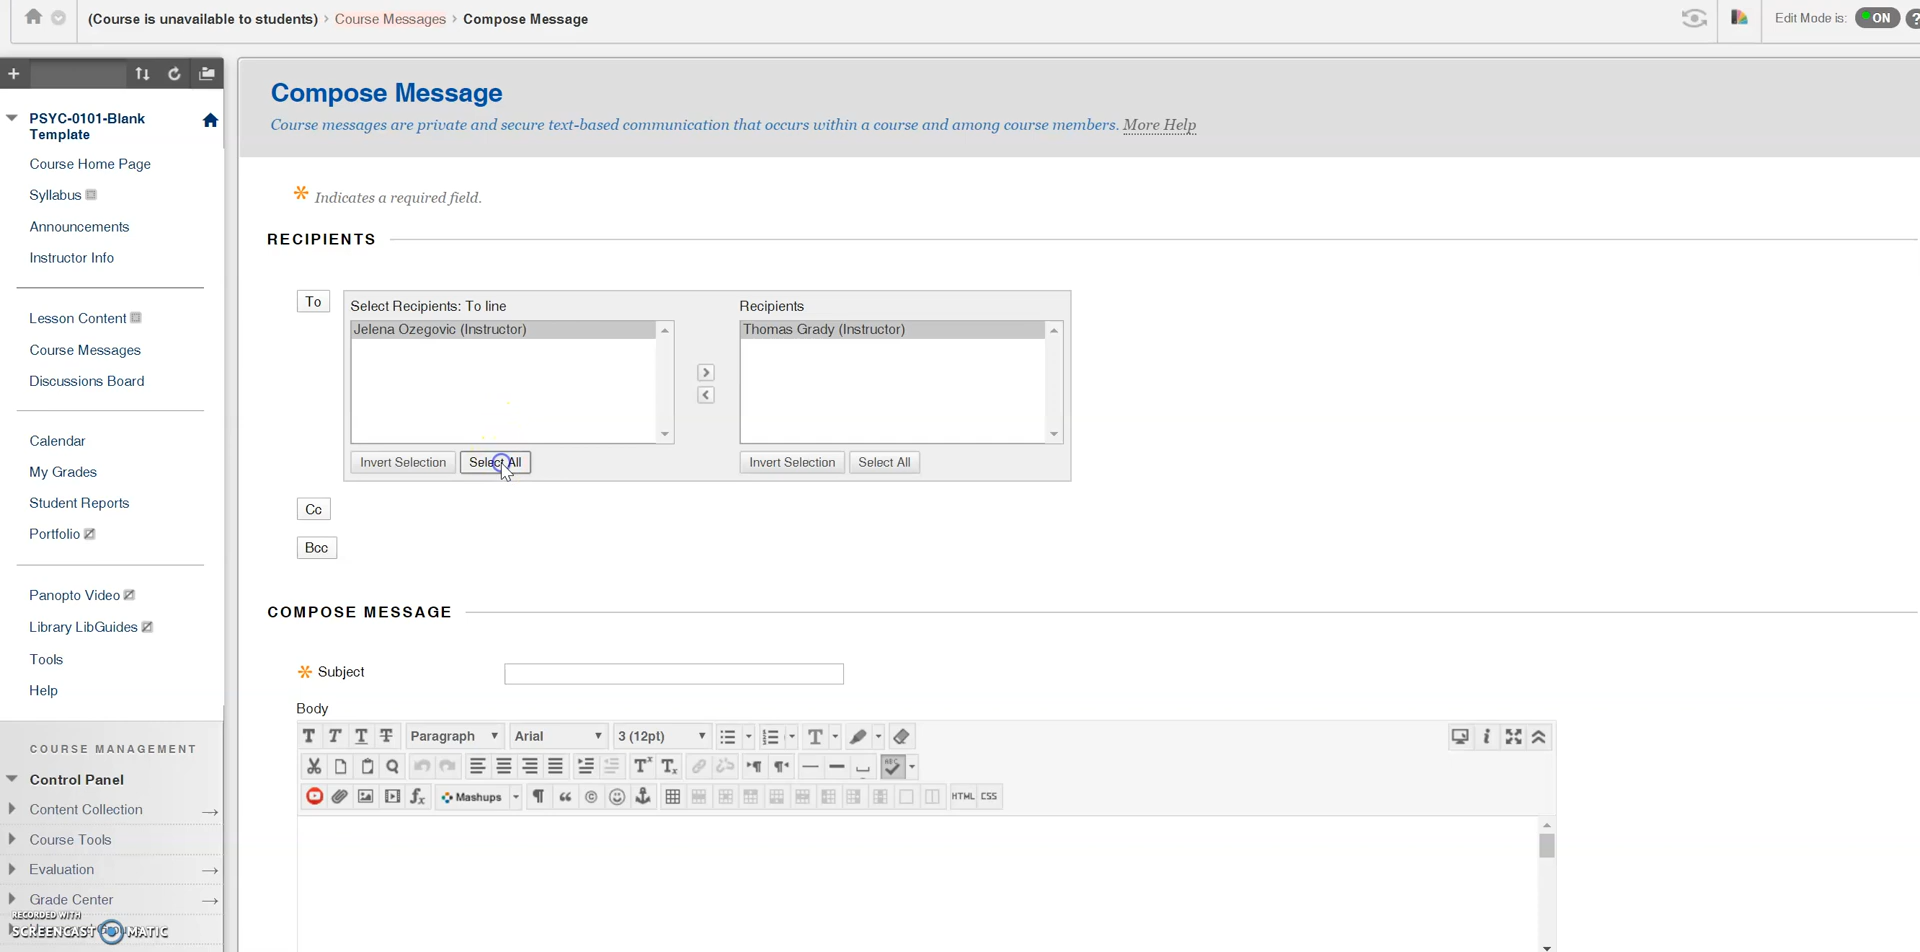 (Course is unavailable to students) › Course Messages › Compose Message
Edit Mode is: ON ?
PSYC-0101-Blank
Template
Course Home Page
Syllabus
Announcements
Instructor Info
Lesson Content
Course Messages
Discussions Board
Calendar
My Grades
Student Reports
Portfolio
Panopto Video
Library LibGuides
Tools
Help
COURSE MANAGEMENT
Control Panel
Content Collection
Course Tools
Evaluation
Grade Center
RECORDED WITH
SCREENCAST MATIC
Compose Message
Course messages are private and secure text-based communication that occurs within a course and among course members. More Help
Indicates a required field.
RECIPIENTS
To
Select Recipients: To line
Recipients
Jelena Ozegovic (Instructor)
Thomas Grady (Instructor)
Invert Selection Select All
Invert Selection Select All
Cc
Bcc
COMPOSE MESSAGE
Subject
Body
T T T T Paragraph Arial 3 (12pt) T
ABC
Mashups HTML CSS